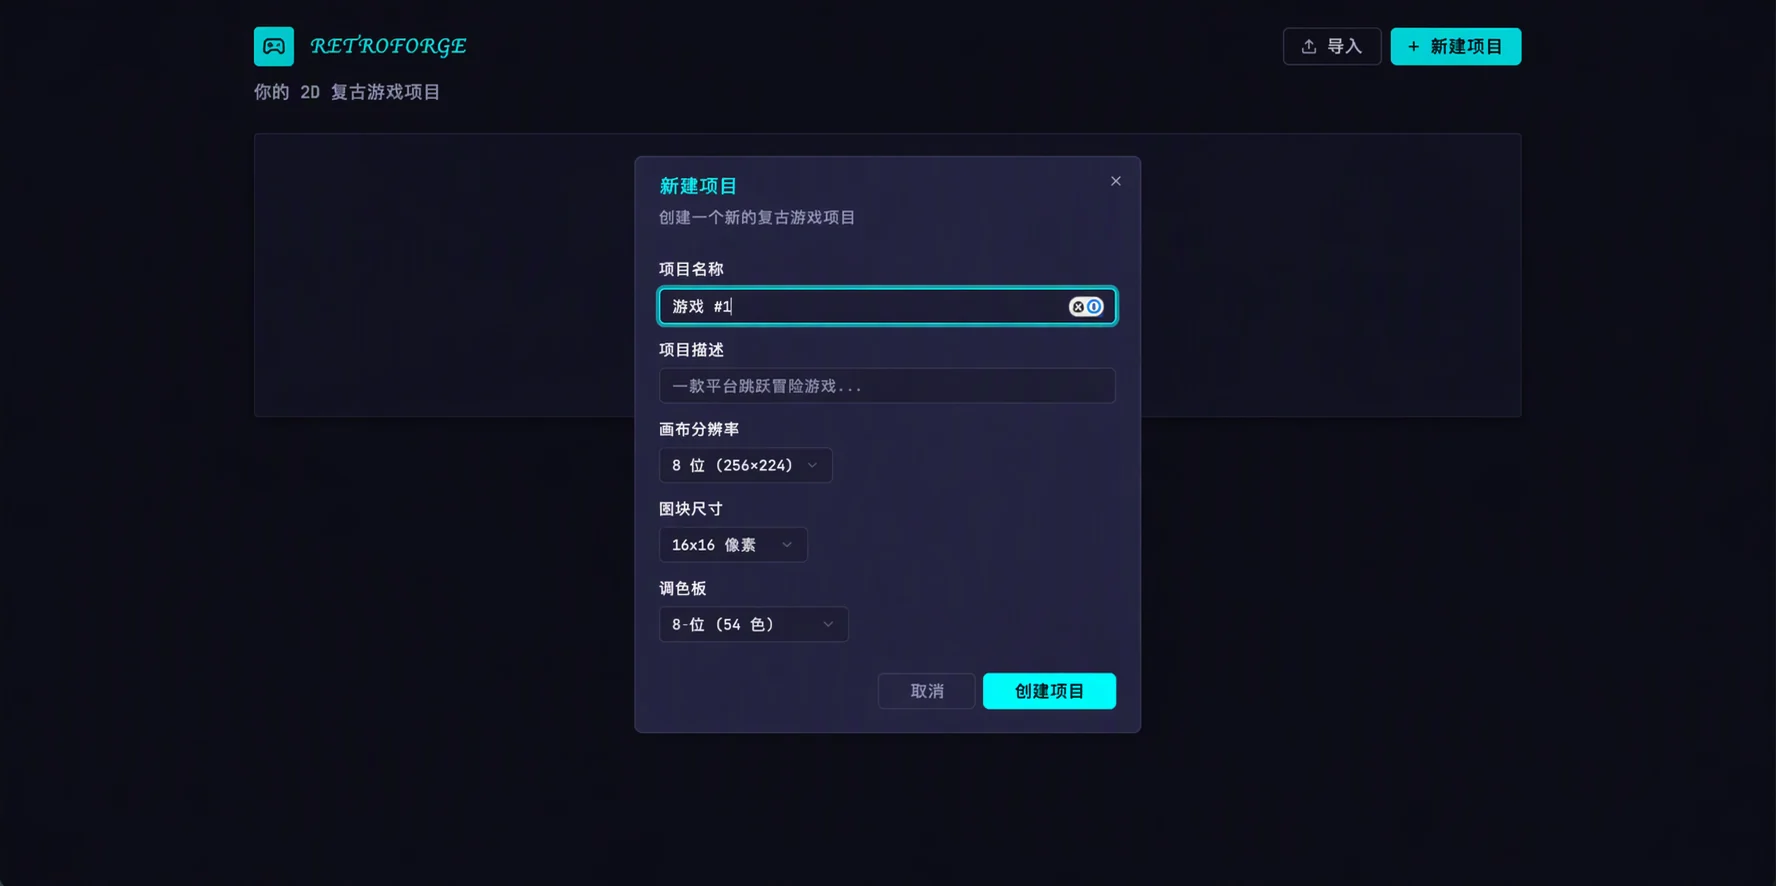 RETROFORGE
导入
+ 新建项目
你的 2D 复古游戏项目
新建项目
创建一个新的复古游戏项目
项目名称
游戏 #1
项目描述
一款平台跳跃冒险游戏...
画布分辨率
8 位 (256×224)
图块尺寸
16x16 像素
调色板
8-位 (54 色)
取消
创建项目